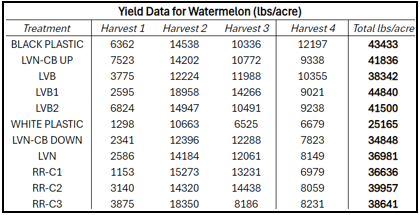 Yield Data for Watermelon (lbs/acre)
Treatment Harvest 1 Harvest 2 Harvest 3 Harvest 4 Total lbs/acre
BLACK PLASTIC 6362 14538 10336 12197 43433
LVN-CB UP 7523 14202 10772 9338 41836
LVB 3775 12224 11988 10355 38342
LVB1 2595 18958 14266 9021 44840
LVB2 6824 14947 10491 9238 41500
WHITE PLASTIC 1298 10663 6525 6679 25165
LVN-CB DOWN 2341 12396 12288 7823 34848
LVN 2586 14184 12061 8149 36981
RR-C1 1153 15273 13231 6979 36636
RR-C2 3140 14320 14438 8059 39957
RR-C3 3875 18350 8186 8231 38641